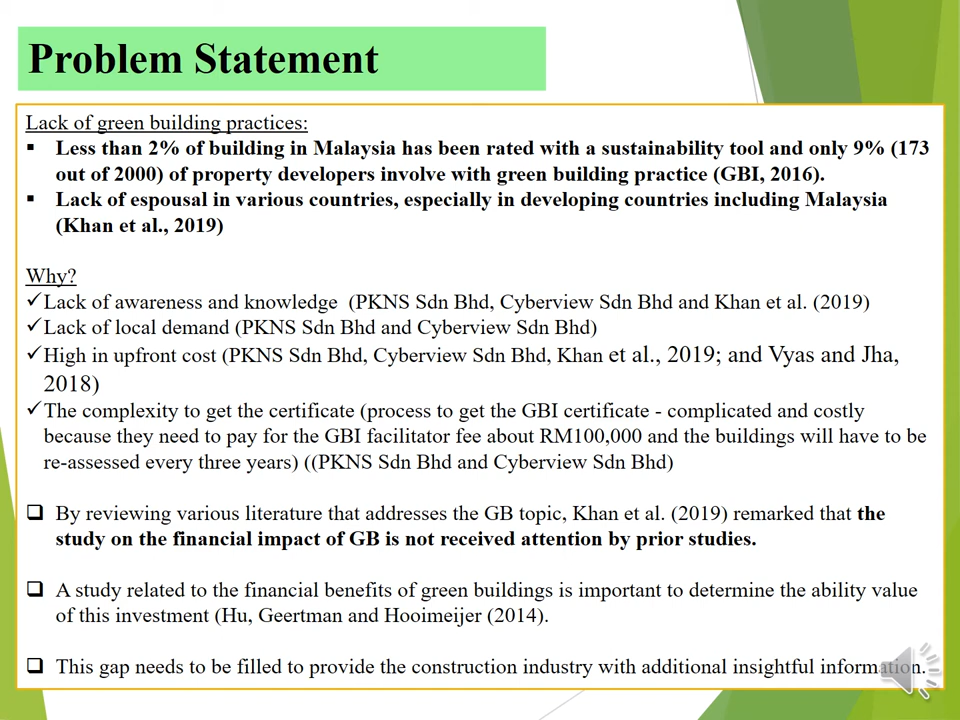 Problem Statement
Lack of green building practices:
▪ Less than 2% of building in Malaysia has been rated with a sustainability tool and only 9% (173
out of 2000) of property developers involve with green building practice (GBI, 2016).
▪ Lack of espousal in various countries, especially in developing countries including Malaysia
(Khan et al., 2019)
Why?
✓Lack of awareness and knowledge (PKNS Sdn Bhd, Cyberview Sdn Bhd and Khan et al. (2019)
✓Lack of local demand (PKNS Sdn Bhd and Cyberview Sdn Bhd)
✓High in upfront cost (PKNS Sdn Bhd, Cyberview Sdn Bhd, Khan et al., 2019; and Vyas and Jha,
2018)
✓The complexity to get the certificate (process to get the GBI certificate - complicated and costly
because they need to pay for the GBI facilitator fee about RM100,000 and the buildings will have to be
re-assessed every three years) ((PKNS Sdn Bhd and Cyberview Sdn Bhd)
❑ By reviewing various literature that addresses the GB topic, Khan et al. (2019) remarked that the
study on the financial impact of GB is not received attention by prior studies.
❑ A study related to the financial benefits of green buildings is important to determine the ability value
of this investment (Hu, Geertman and Hooimeijer (2014).
❑ This gap needs to be filled to provide the construction industry with additional insightful information.